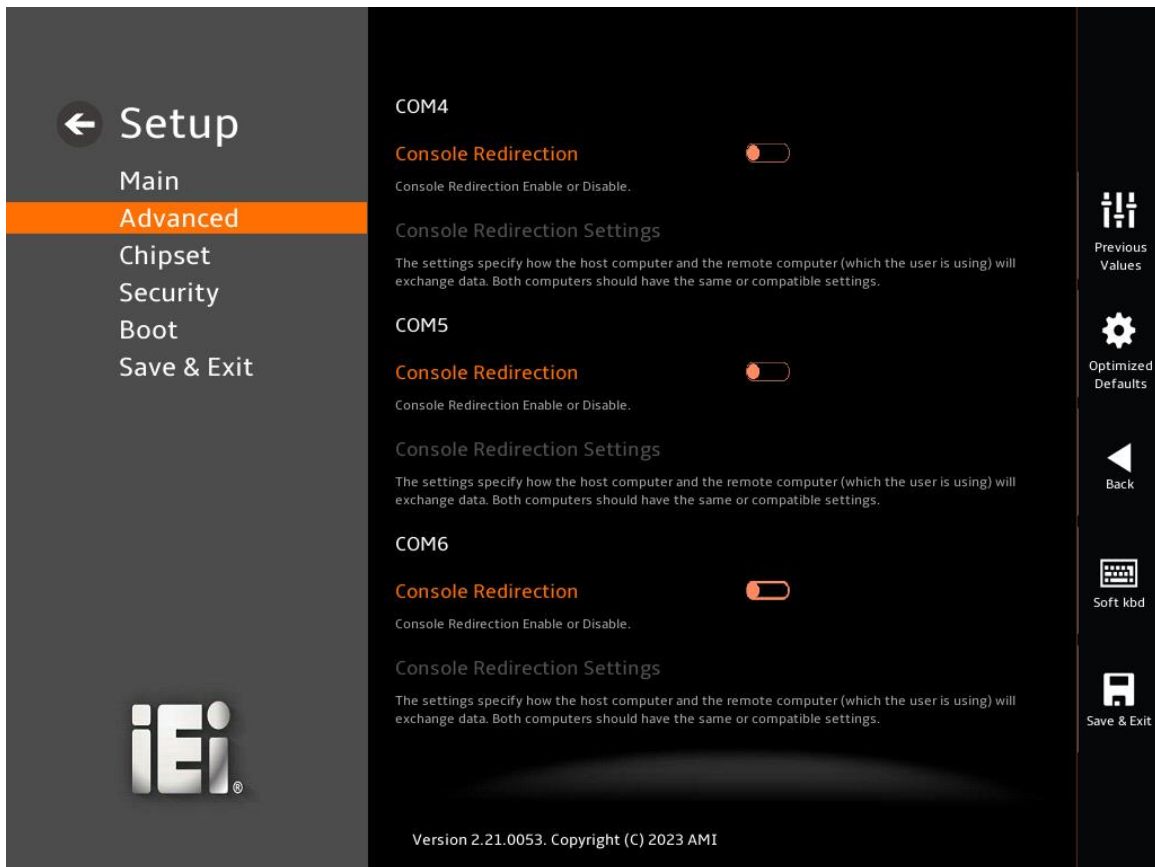 Setup
Main
Advanced
Chipset
Security
Boot
Save & Exit
iEi®
COM4
Console Redirection
Console Redirection Enable or Disable.
Console Redirection Settings
The settings specify how the host computer and the remote computer (which the user is using) will
exchange data. Both computers should have the same or compatible settings.
COM5
Console Redirection
Console Redirection Enable or Disable.
Console Redirection Settings
The settings specify how the host computer and the remote computer (which the user is using) will
exchange data. Both computers should have the same or compatible settings.
COM6
Console Redirection
Console Redirection Enable or Disable.
Console Redirection Settings
The settings specify how the host computer and the remote computer (which the user is using) will
exchange data. Both computers should have the same or compatible settings.
Version 2.21.0053. Copyright (C) 2023 AMI
Previous
Values
Optimized
Defaults
Back
Soft kbd
Save & Exit